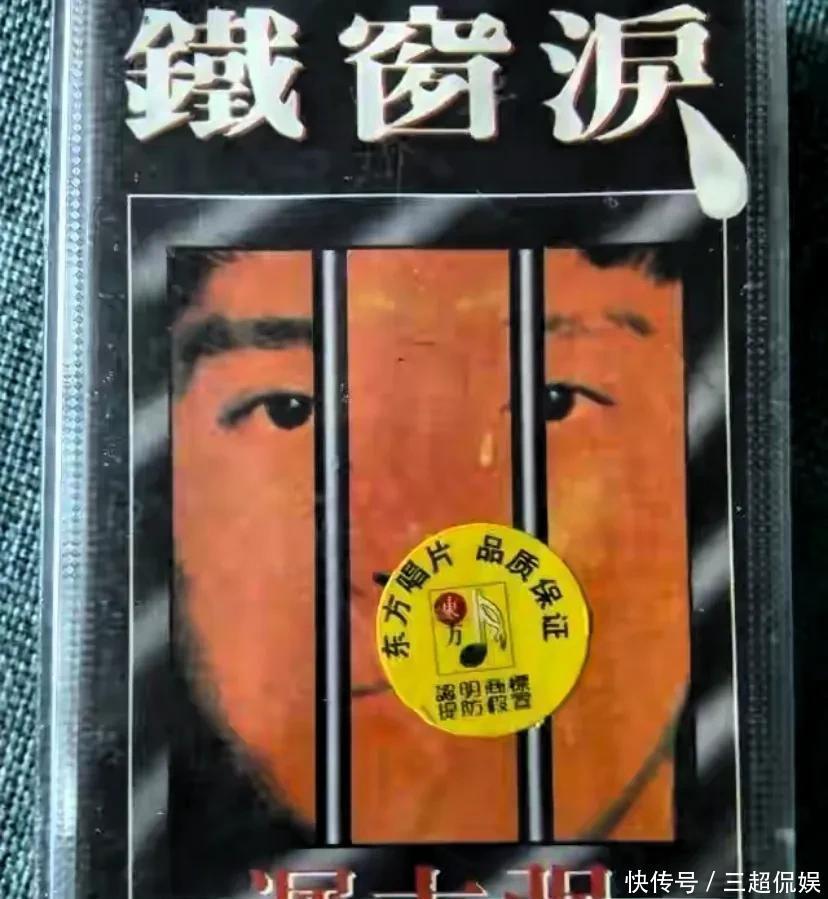 鐵窗淚
东方唱片 品质保证
東方
認明商標
提防假冒
快传号 / 三超侃娱